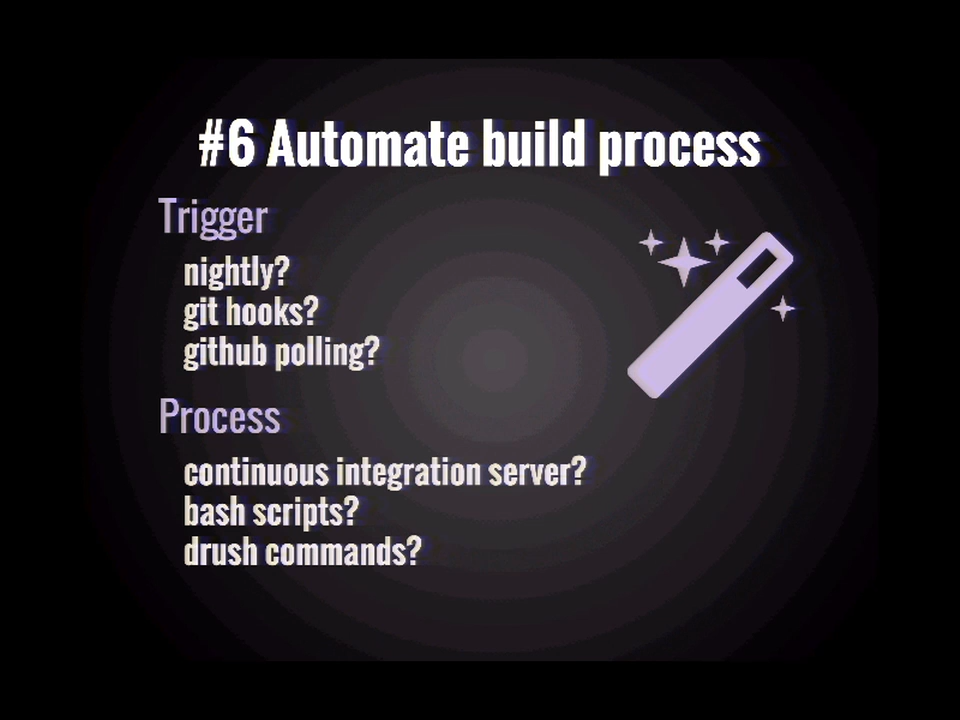 #6 Automate build process
Trigger
nightly?
git hooks?
github polling?
Process
continuous integration server?
bash scripts?
drush commands?